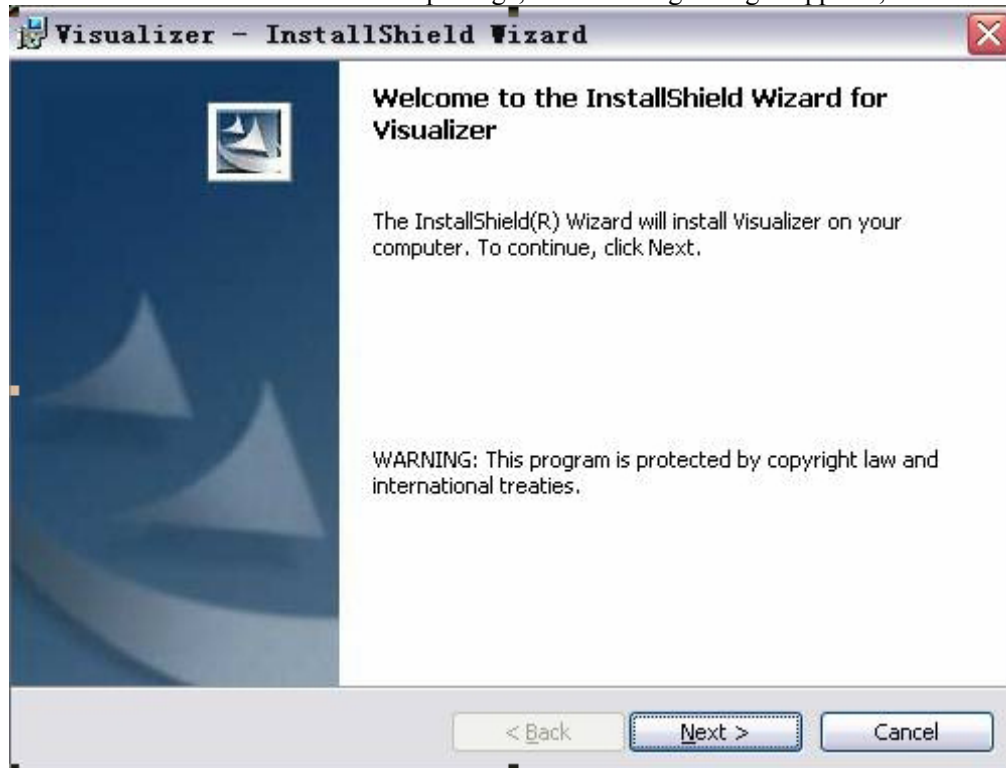 Visualizer - InstallShield Wizard
Welcome to the InstallShield Wizard for
Visualizer
The InstallShield(R) Wizard will install Visualizer on your
computer. To continue, click Next.
WARNING: This program is protected by copyright law and
international treaties.
< Back
Next >
Cancel